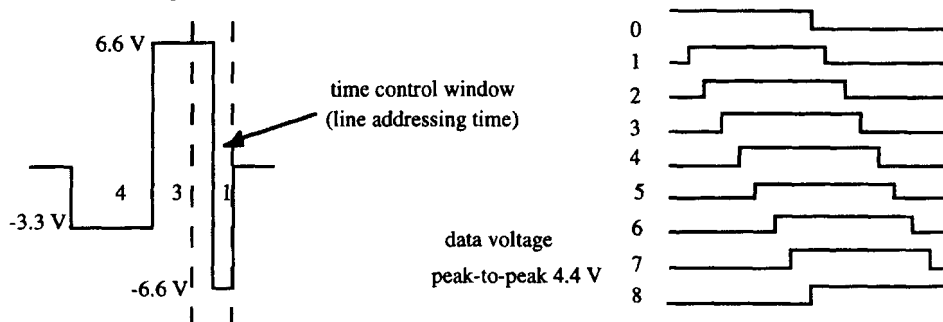 6.6 V
time control window
(line addressing time)
4
3
1
-3.3 V
-6.6 V
data voltage
peak-to-peak 4.4 V
0
1
2
3
4
5
6
7
8